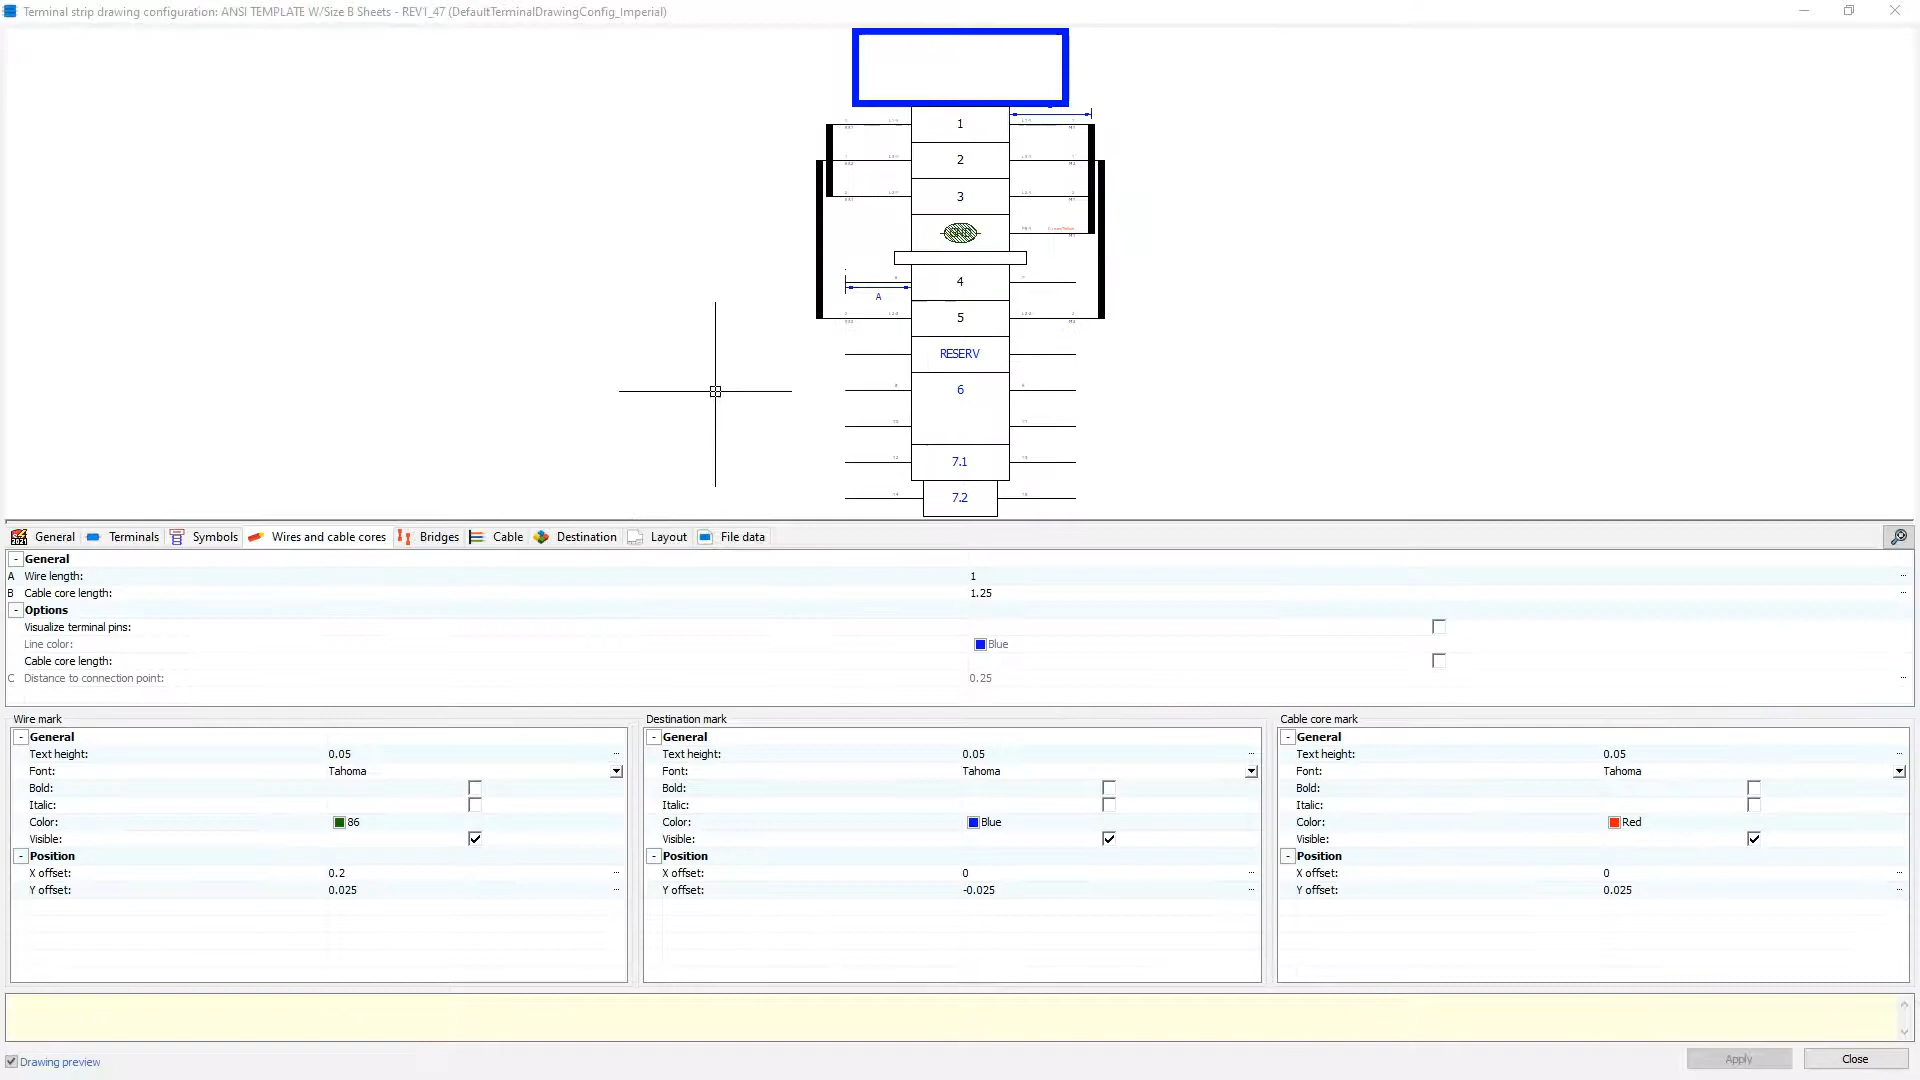 Terminal strip drawing configuration: ANSI TEMPLATE W/Size B Sheets - REV1_47 (DefaultTerminalDrawingConfig_Imperial)
1
2
3
4
A
5
RESERV
6
7.1
7.2
General Terminals Symbols Wires and cable cores Bridges Cable Destination Layout File data
General
A Wire length: 1
B Cable core length: 1.25
Options
Visualize terminal pins:
Line color: Blue
Cable core length:
C Distance to connection point: 0.25
Wire mark
General
Text height: 0.05
Font: Tahoma
Bold:
Italic:
Color: 86
Visible:
Position
X offset: 0.2
Y offset: 0.025
Destination mark
General
Text height: 0.05
Font: Tahoma
Bold:
Italic:
Color: Blue
Visible:
Position
X offset: 0
Y offset: -0.025
Cable core mark
General
Text height: 0.05
Font: Tahoma
Bold:
Italic:
Color: Red
Visible:
Position
X offset: 0
Y offset: 0.025
Drawing preview
Apply Close